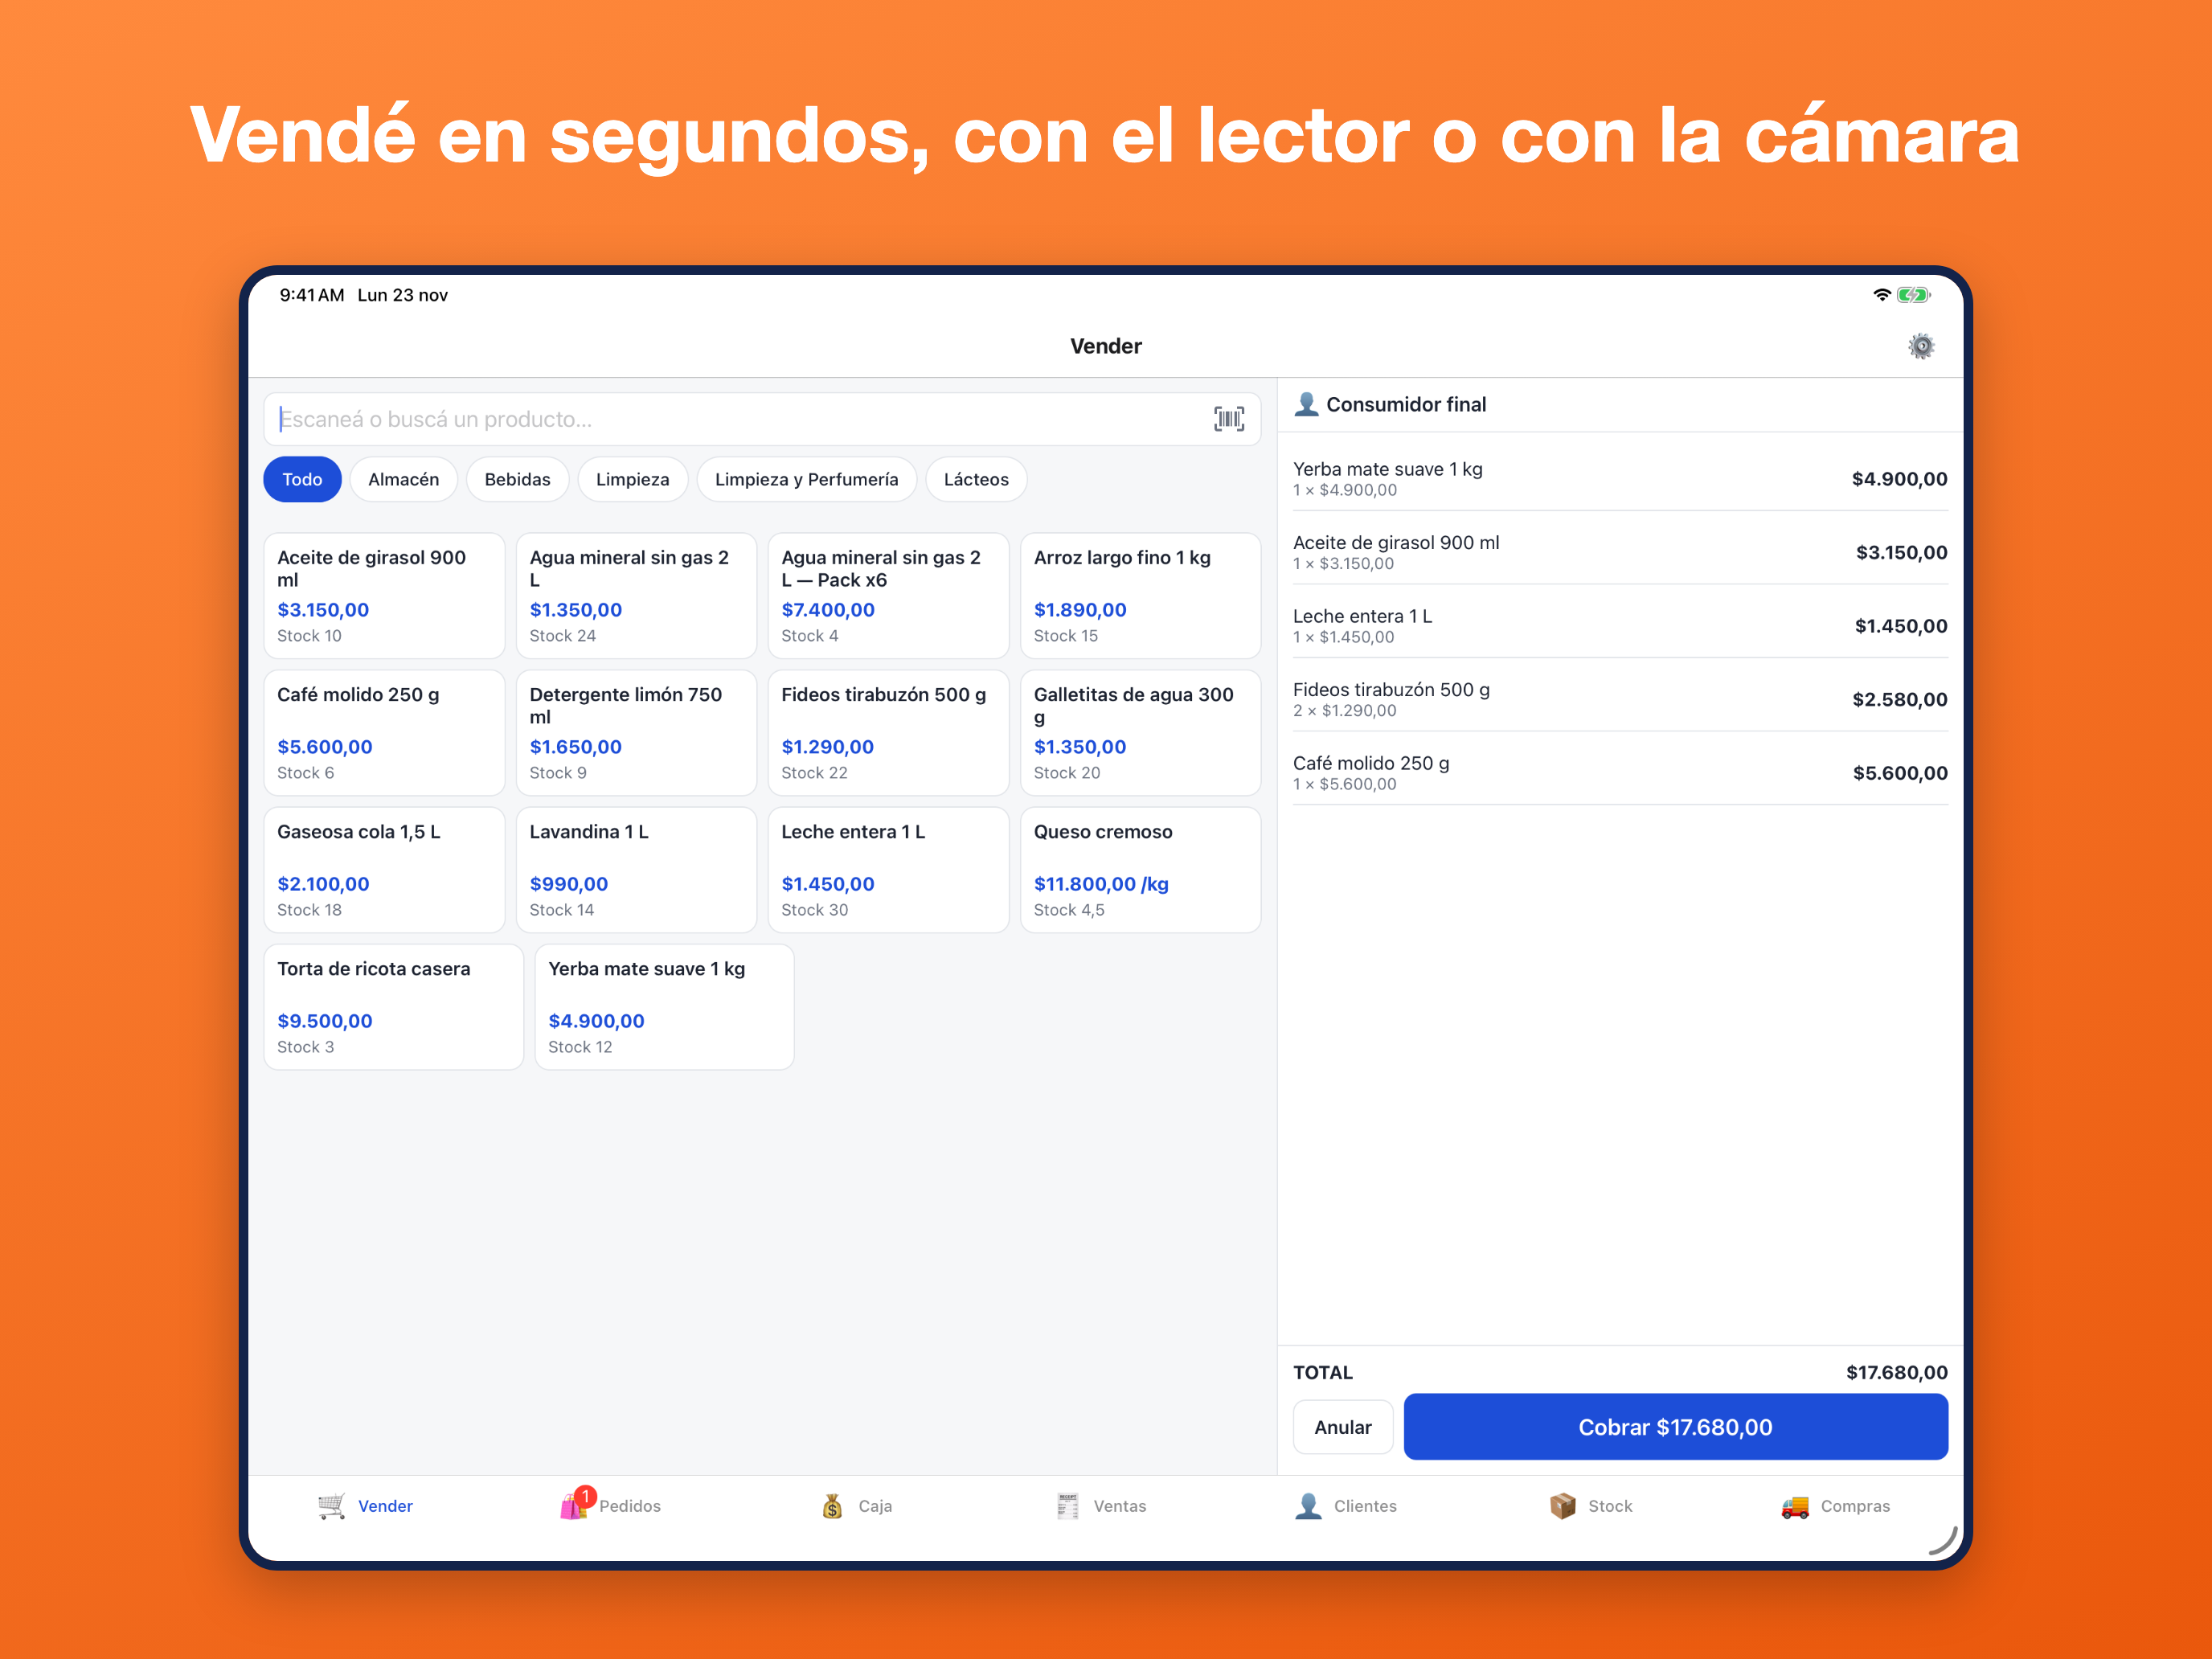 Vendé en segundos, con el lector o con la cámara
9:41 AM Lun 23 nov
Vender
Escaneá o buscá un producto...
Todo
Almacén
Bebidas
Limpieza
Limpieza y Perfumería
Lácteos
Aceite de girasol 900
ml
$3.150,00
Stock 10
Agua mineral sin gas 2
L
$1.350,00
Stock 24
Agua mineral sin gas 2
L — Pack x6
$7.400,00
Stock 4
Arroz largo fino 1 kg
$1.890,00
Stock 15
Café molido 250 g
$5.600,00
Stock 6
Detergente limón 750
ml
$1.650,00
Stock 9
Fideos tirabuzón 500 g
$1.290,00
Stock 22
Galletitas de agua 300
g
$1.350,00
Stock 20
Gaseosa cola 1,5 L
$2.100,00
Stock 18
Lavandina 1 L
$990,00
Stock 14
Leche entera 1 L
$1.450,00
Stock 30
Queso cremoso
$11.800,00 /kg
Stock 4,5
Torta de ricota casera
$9.500,00
Stock 3
Yerba mate suave 1 kg
$4.900,00
Stock 12
Consumidor final
Yerba mate suave 1 kg
1 × $4.900,00
$4.900,00
Aceite de girasol 900 ml
1 × $3.150,00
$3.150,00
Leche entera 1 L
1 × $1.450,00
$1.450,00
Fideos tirabuzón 500 g
2 × $1.290,00
$2.580,00
Café molido 250 g
1 × $5.600,00
$5.600,00
TOTAL
$17.680,00
Anular
Cobrar $17.680,00
Vender
1
Pedidos
Caja
Ventas
Clientes
Stock
Compras